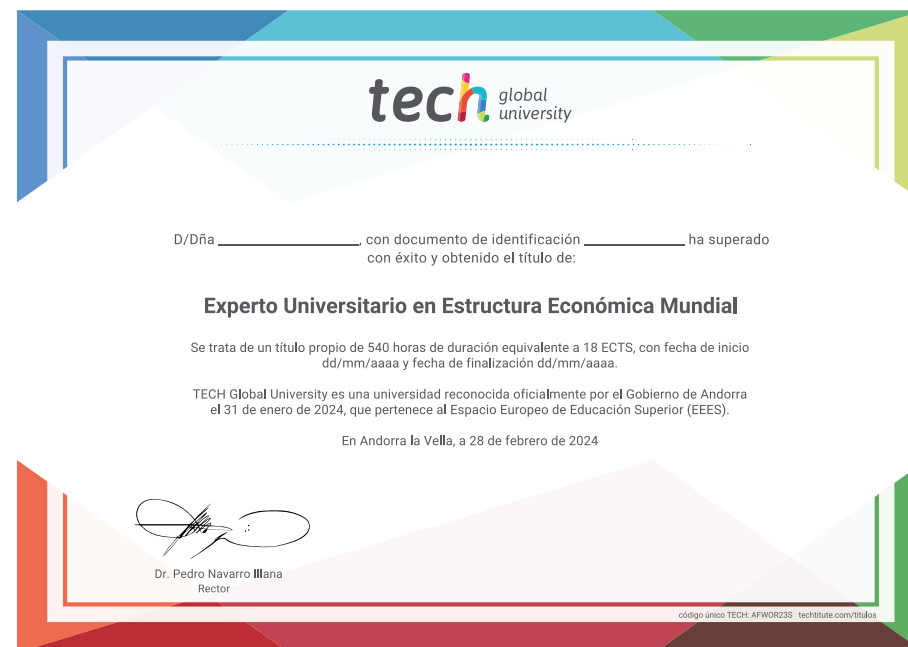 tech global university
D/Dña ____________________, con documento de identificación ______________ ha superado
con éxito y obtenido el título de:
Experto Universitario en Estructura Económica Mundial
Se trata de un título propio de 540 horas de duración equivalente a 18 ECTS, con fecha de inicio
dd/mm/aaaa y fecha de finalización dd/mm/aaaa.
TECH Global University es una universidad reconocida oficialmente por el Gobierno de Andorra
el 31 de enero de 2024, que pertenece al Espacio Europeo de Educación Superior (EEES).
En Andorra la Vella, a 28 de febrero de 2024
Dr. Pedro Navarro Illana
Rector
código único TECH: AFWOR23S techtitute.com/titulos